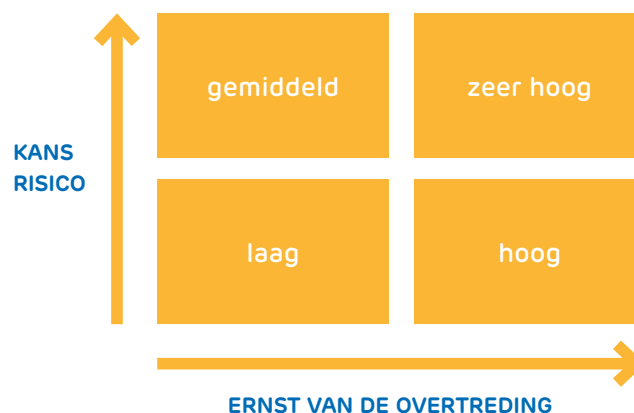 gemiddeld
zeer hoog
KANS
RISICO
laag
hoog
ERNST VAN DE OVERTREDING